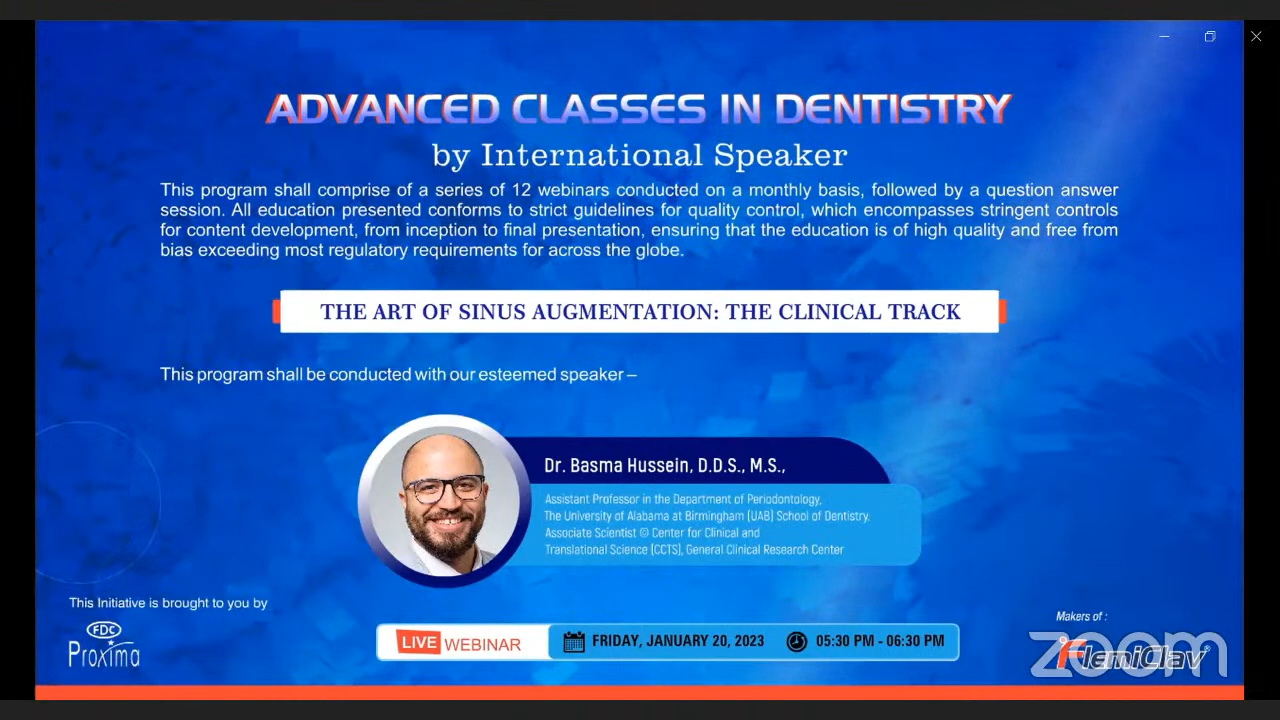 ADVANCED CLASSES IN DENTISTRY
by International Speaker
This program shall comprise of a series of 12 webinars conducted on a monthly basis, followed by a question answer
session. All education presented conforms to strict guidelines for quality control, which encompasses stringent controls
for content development, from inception to final presentation, ensuring that the education is of high quality and free from
bias exceeding most regulatory requirements for across the globe.
THE ART OF SINUS AUGMENTATION: THE CLINICAL TRACK
This program shall be conducted with our esteemed speaker –
Dr. Basma Hussein, D.D.S., M.S.,
Assistant Professor in the Department of Periodontology,
The University of Alabama at Birmingham (UAB) School of Dentistry.
Associate Scientist © Center for Clinical and
Translational Science (CCTS), General Clinical Research Center
This Initiative is brought to you by
FDC
Proxima
LIVE WEBINAR
FRIDAY, JANUARY 20, 2023
05:30 PM - 06:30 PM
Makers of :
FlemiClav®
zoom